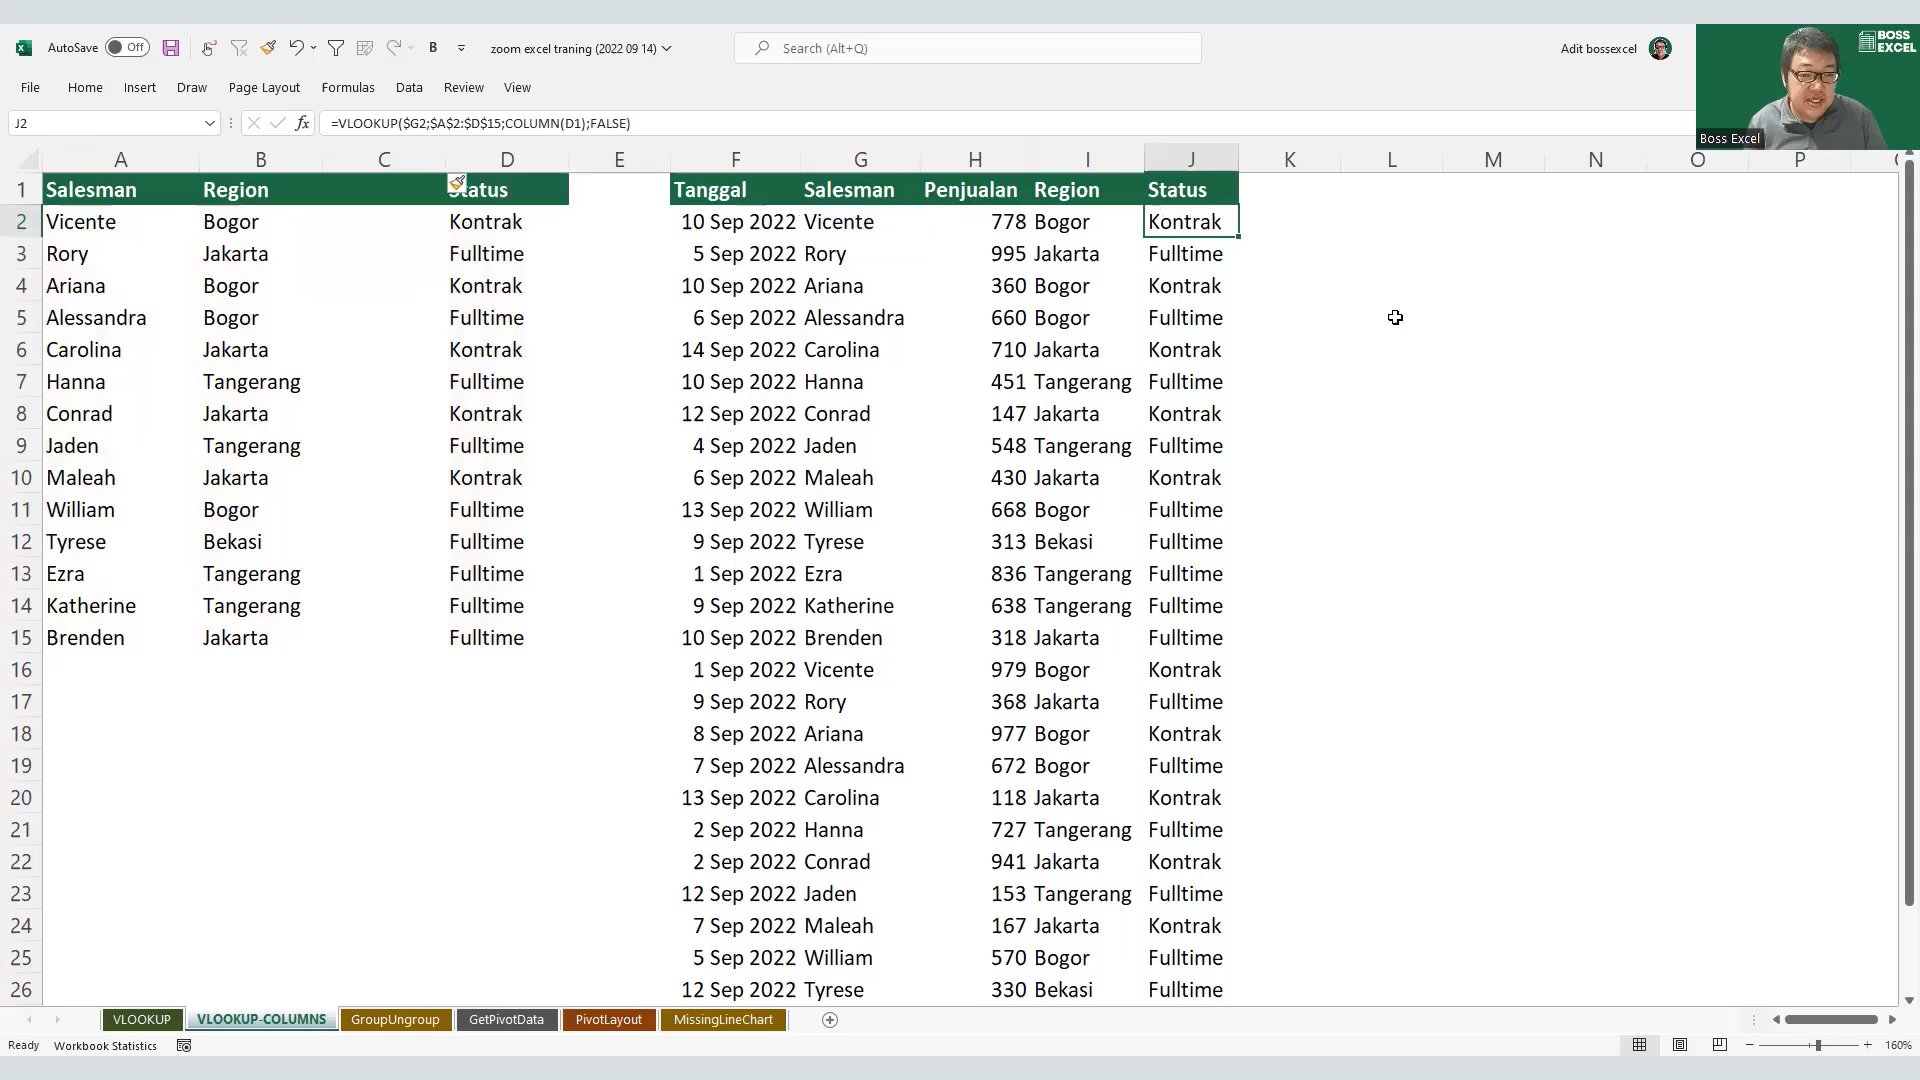 AutoSave Off B zoom excel traning (2022 09 14) Search (Alt+Q) Adit bossexcel
BOSS
EXCEL
File Home Insert Draw Page Layout Formulas Data Review View
J2 fx =VLOOKUP($G2;$A$2:$D$15;COLUMN(D1);FALSE)
Boss Excel
A B C D E F G H I J K L M N O P
1 Salesman Region Status Tanggal Salesman Penjualan Region Status
2 Vicente Bogor Kontrak 10 Sep 2022 Vicente 778 Bogor Kontrak
3 Rory Jakarta Fulltime 5 Sep 2022 Rory 995 Jakarta Fulltime
4 Ariana Bogor Kontrak 10 Sep 2022 Ariana 360 Bogor Kontrak
5 Alessandra Bogor Fulltime 6 Sep 2022 Alessandra 660 Bogor Fulltime
6 Carolina Jakarta Kontrak 14 Sep 2022 Carolina 710 Jakarta Kontrak
7 Hanna Tangerang Fulltime 10 Sep 2022 Hanna 451 Tangerang Fulltime
8 Conrad Jakarta Kontrak 12 Sep 2022 Conrad 147 Jakarta Kontrak
9 Jaden Tangerang Fulltime 4 Sep 2022 Jaden 548 Tangerang Fulltime
10 Maleah Jakarta Kontrak 6 Sep 2022 Maleah 430 Jakarta Kontrak
11 William Bogor Fulltime 13 Sep 2022 William 668 Bogor Fulltime
12 Tyrese Bekasi Fulltime 9 Sep 2022 Tyrese 313 Bekasi Fulltime
13 Ezra Tangerang Fulltime 1 Sep 2022 Ezra 836 Tangerang Fulltime
14 Katherine Tangerang Fulltime 9 Sep 2022 Katherine 638 Tangerang Fulltime
15 Brenden Jakarta Fulltime 10 Sep 2022 Brenden 318 Jakarta Fulltime
16 1 Sep 2022 Vicente 979 Bogor Kontrak
17 9 Sep 2022 Rory 368 Jakarta Fulltime
18 8 Sep 2022 Ariana 977 Bogor Kontrak
19 7 Sep 2022 Alessandra 672 Bogor Fulltime
20 13 Sep 2022 Carolina 118 Jakarta Kontrak
21 2 Sep 2022 Hanna 727 Tangerang Fulltime
22 2 Sep 2022 Conrad 941 Jakarta Kontrak
23 12 Sep 2022 Jaden 153 Tangerang Fulltime
24 7 Sep 2022 Maleah 167 Jakarta Kontrak
25 5 Sep 2022 William 570 Bogor Fulltime
26 12 Sep 2022 Tyrese 330 Bekasi Fulltime
VLOOKUP VLOOKUP-COLUMNS GroupUngroup GetPivotData PivotLayout MissingLineChart
Ready Workbook Statistics 160%